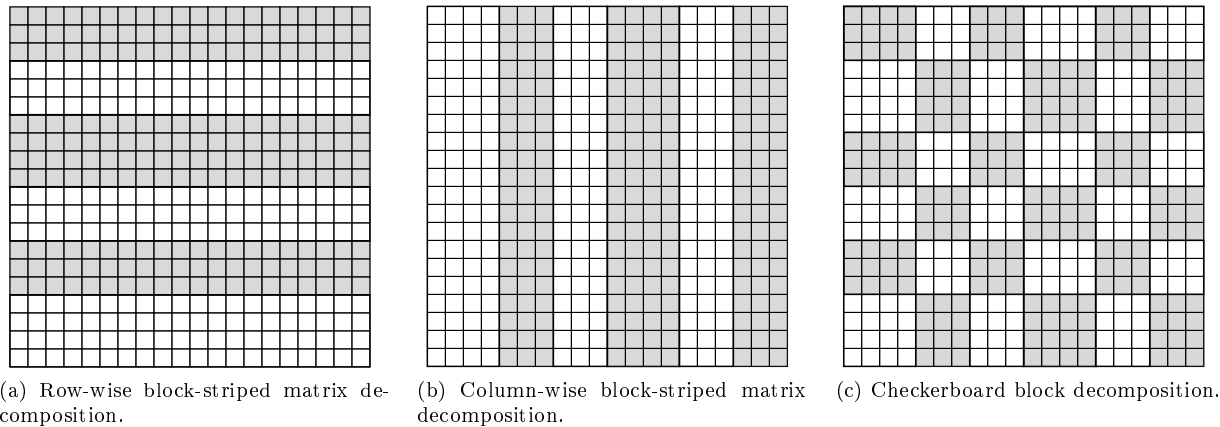 (a) Row-wise block-striped matrix de-
composition.
(b) Column-wise block-striped matrix
decomposition.
(c) Checkerboard block decomposition.